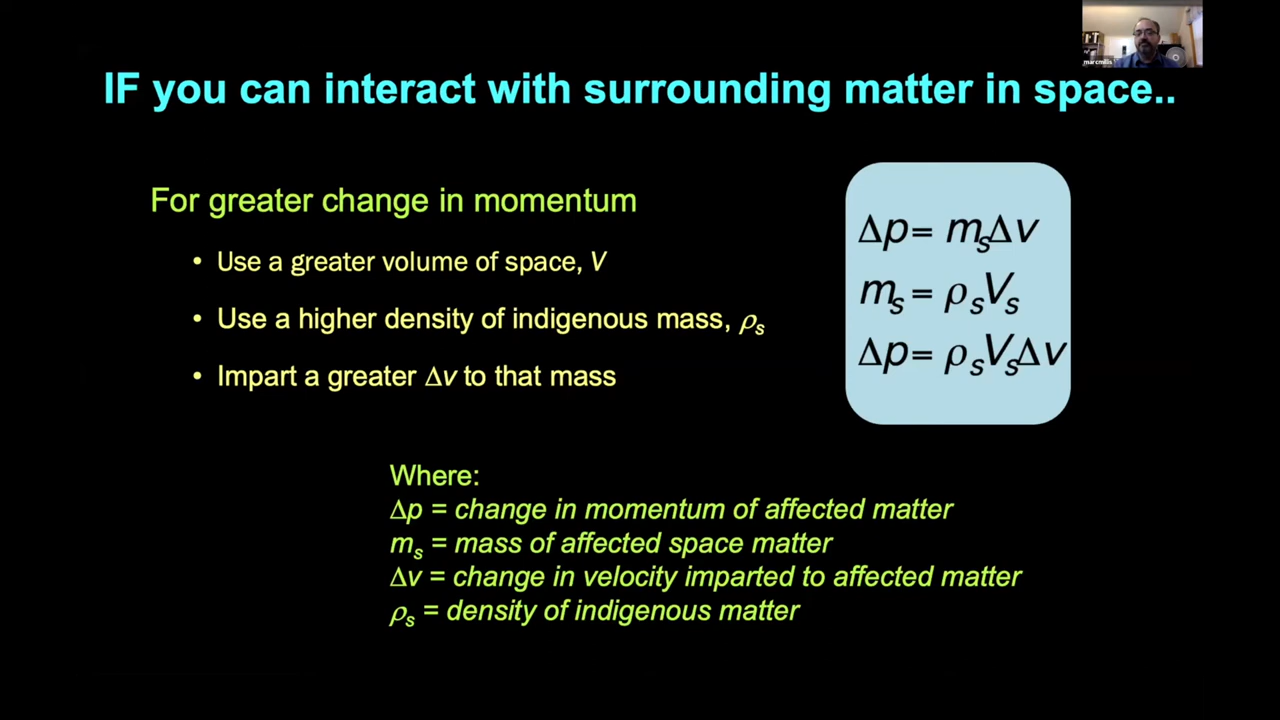 marcmillis
IF you can interact with surrounding matter in space..
For greater change in momentum
• Use a greater volume of space, V
• Use a higher density of indigenous mass, ρs
• Impart a greater Δv to that mass
Δp= msΔv
ms = ρsVs
Δp= ρsVsΔv
Where:
Δp = change in momentum of affected matter
ms = mass of affected space matter
Δv = change in velocity imparted to affected matter
ρs = density of indigenous matter